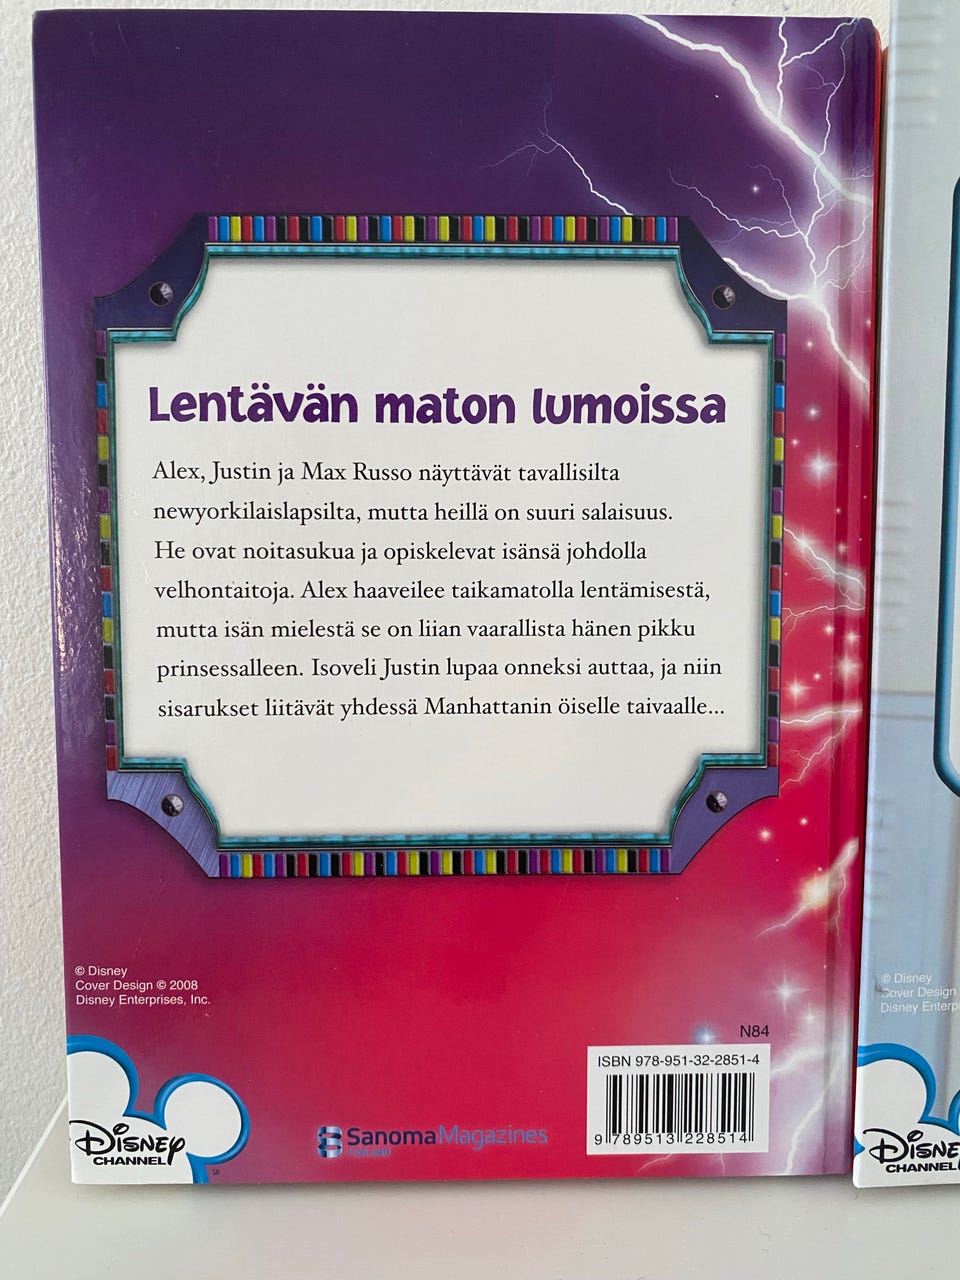 Lentävän maton lumoissa
Alex, Justin ja Max Russo näyttävät tavallisilta
newyorkilaislapsilta, mutta heillä on suuri salaisuus.
He ovat noitasukua ja opiskelevat isänsä johdolla
velhontaitoja. Alex haaveilee taikamatolla lentämisestä,
mutta isän mielestä se on liian vaarallista hänen pikku
prinsessalleen. Isoveli Justin lupaa onneksi auttaa, ja niin
sisarukset liitävät yhdessä Manhattanin öiselle taivaalle...
© Disney
Cover Design © 2008
Disney Enterprises, Inc.
N84
ISBN 978-951-32-2851-4
9 789513 228514
SanomaMagazines
FINLAND
Disney
CHANNEL
© Disney
Cover Design
Disney
CHANNEL